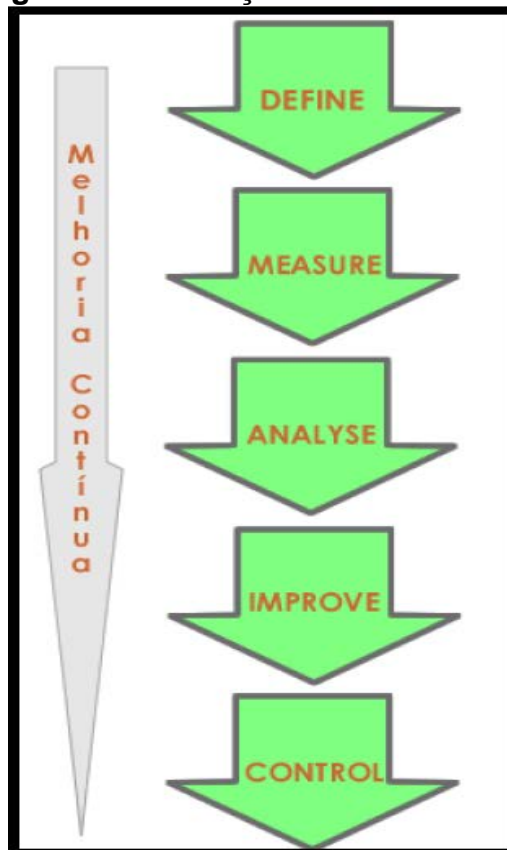 DEFINE
MEASURE
ANALYSE
IMPROVE
CONTROL
Melhoria Contínua